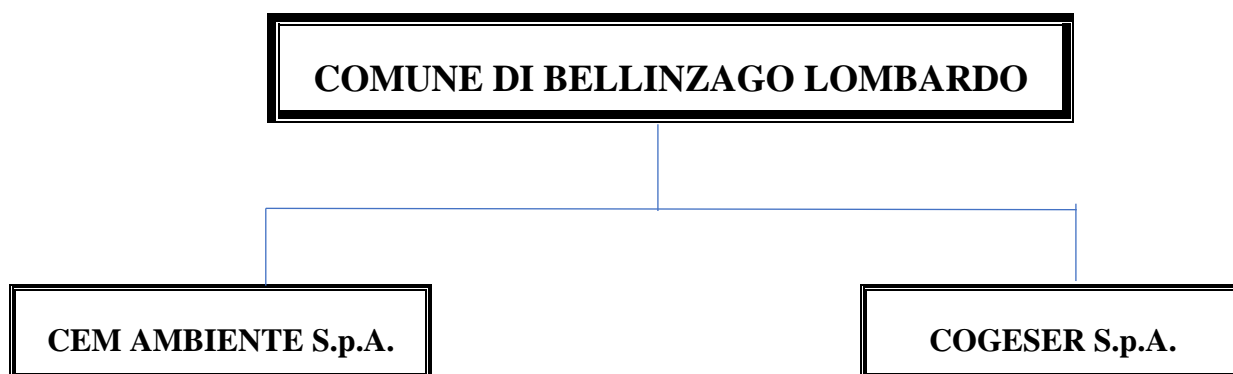 COMUNE DI BELLINZAGO LOMBARDO
CEM AMBIENTE S.p.A.
COGESER S.p.A.